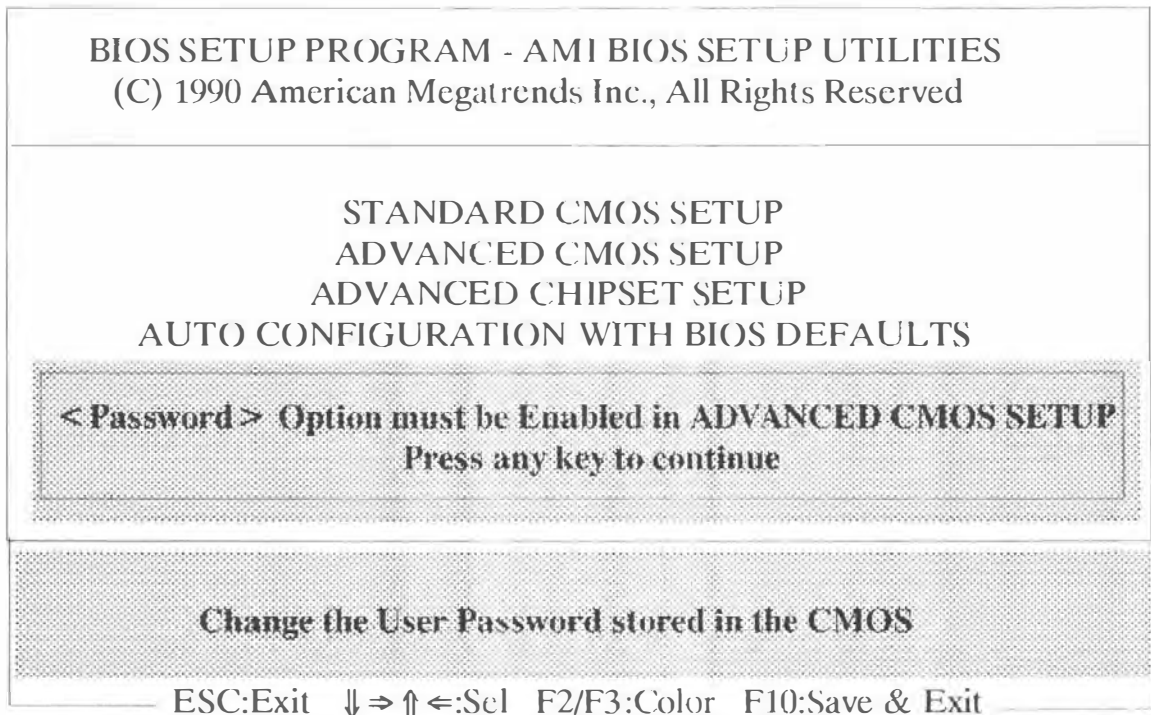 BIOS SETUP PROGRAM - AMI BIOS SETUP UTILITIES
(C) 1990 American Megatrends Inc., All Rights Reserved
STANDARD CMOS SETUP
ADVANCED CMOS SETUP
ADVANCED CHIPSET SETUP
AUTO CONFIGURATION WITH BIOS DEFAULTS
< Password > Option must be Enabled in ADVANCED CMOS SETUP
Press any key to continue
Change the User Password stored in the CMOS
ESC:Exit ⇓ ⇒ ⇑ ⇐:Sel F2/F3:Color F10:Save & Exit